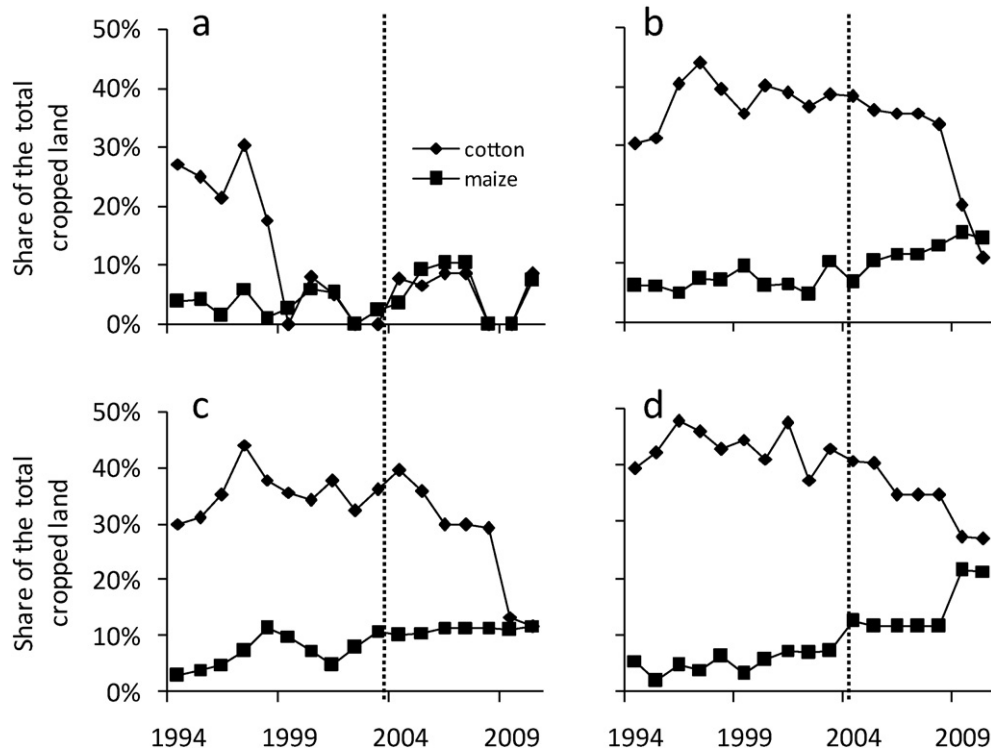 a
b
50%
40%
30%
20%
10%
0%
Share of the total
cropped land
cotton
maize
c
d
50%
40%
30%
20%
10%
0%
Share of the total
cropped land
1994 1999 2004 2009
1994 1999 2004 2009